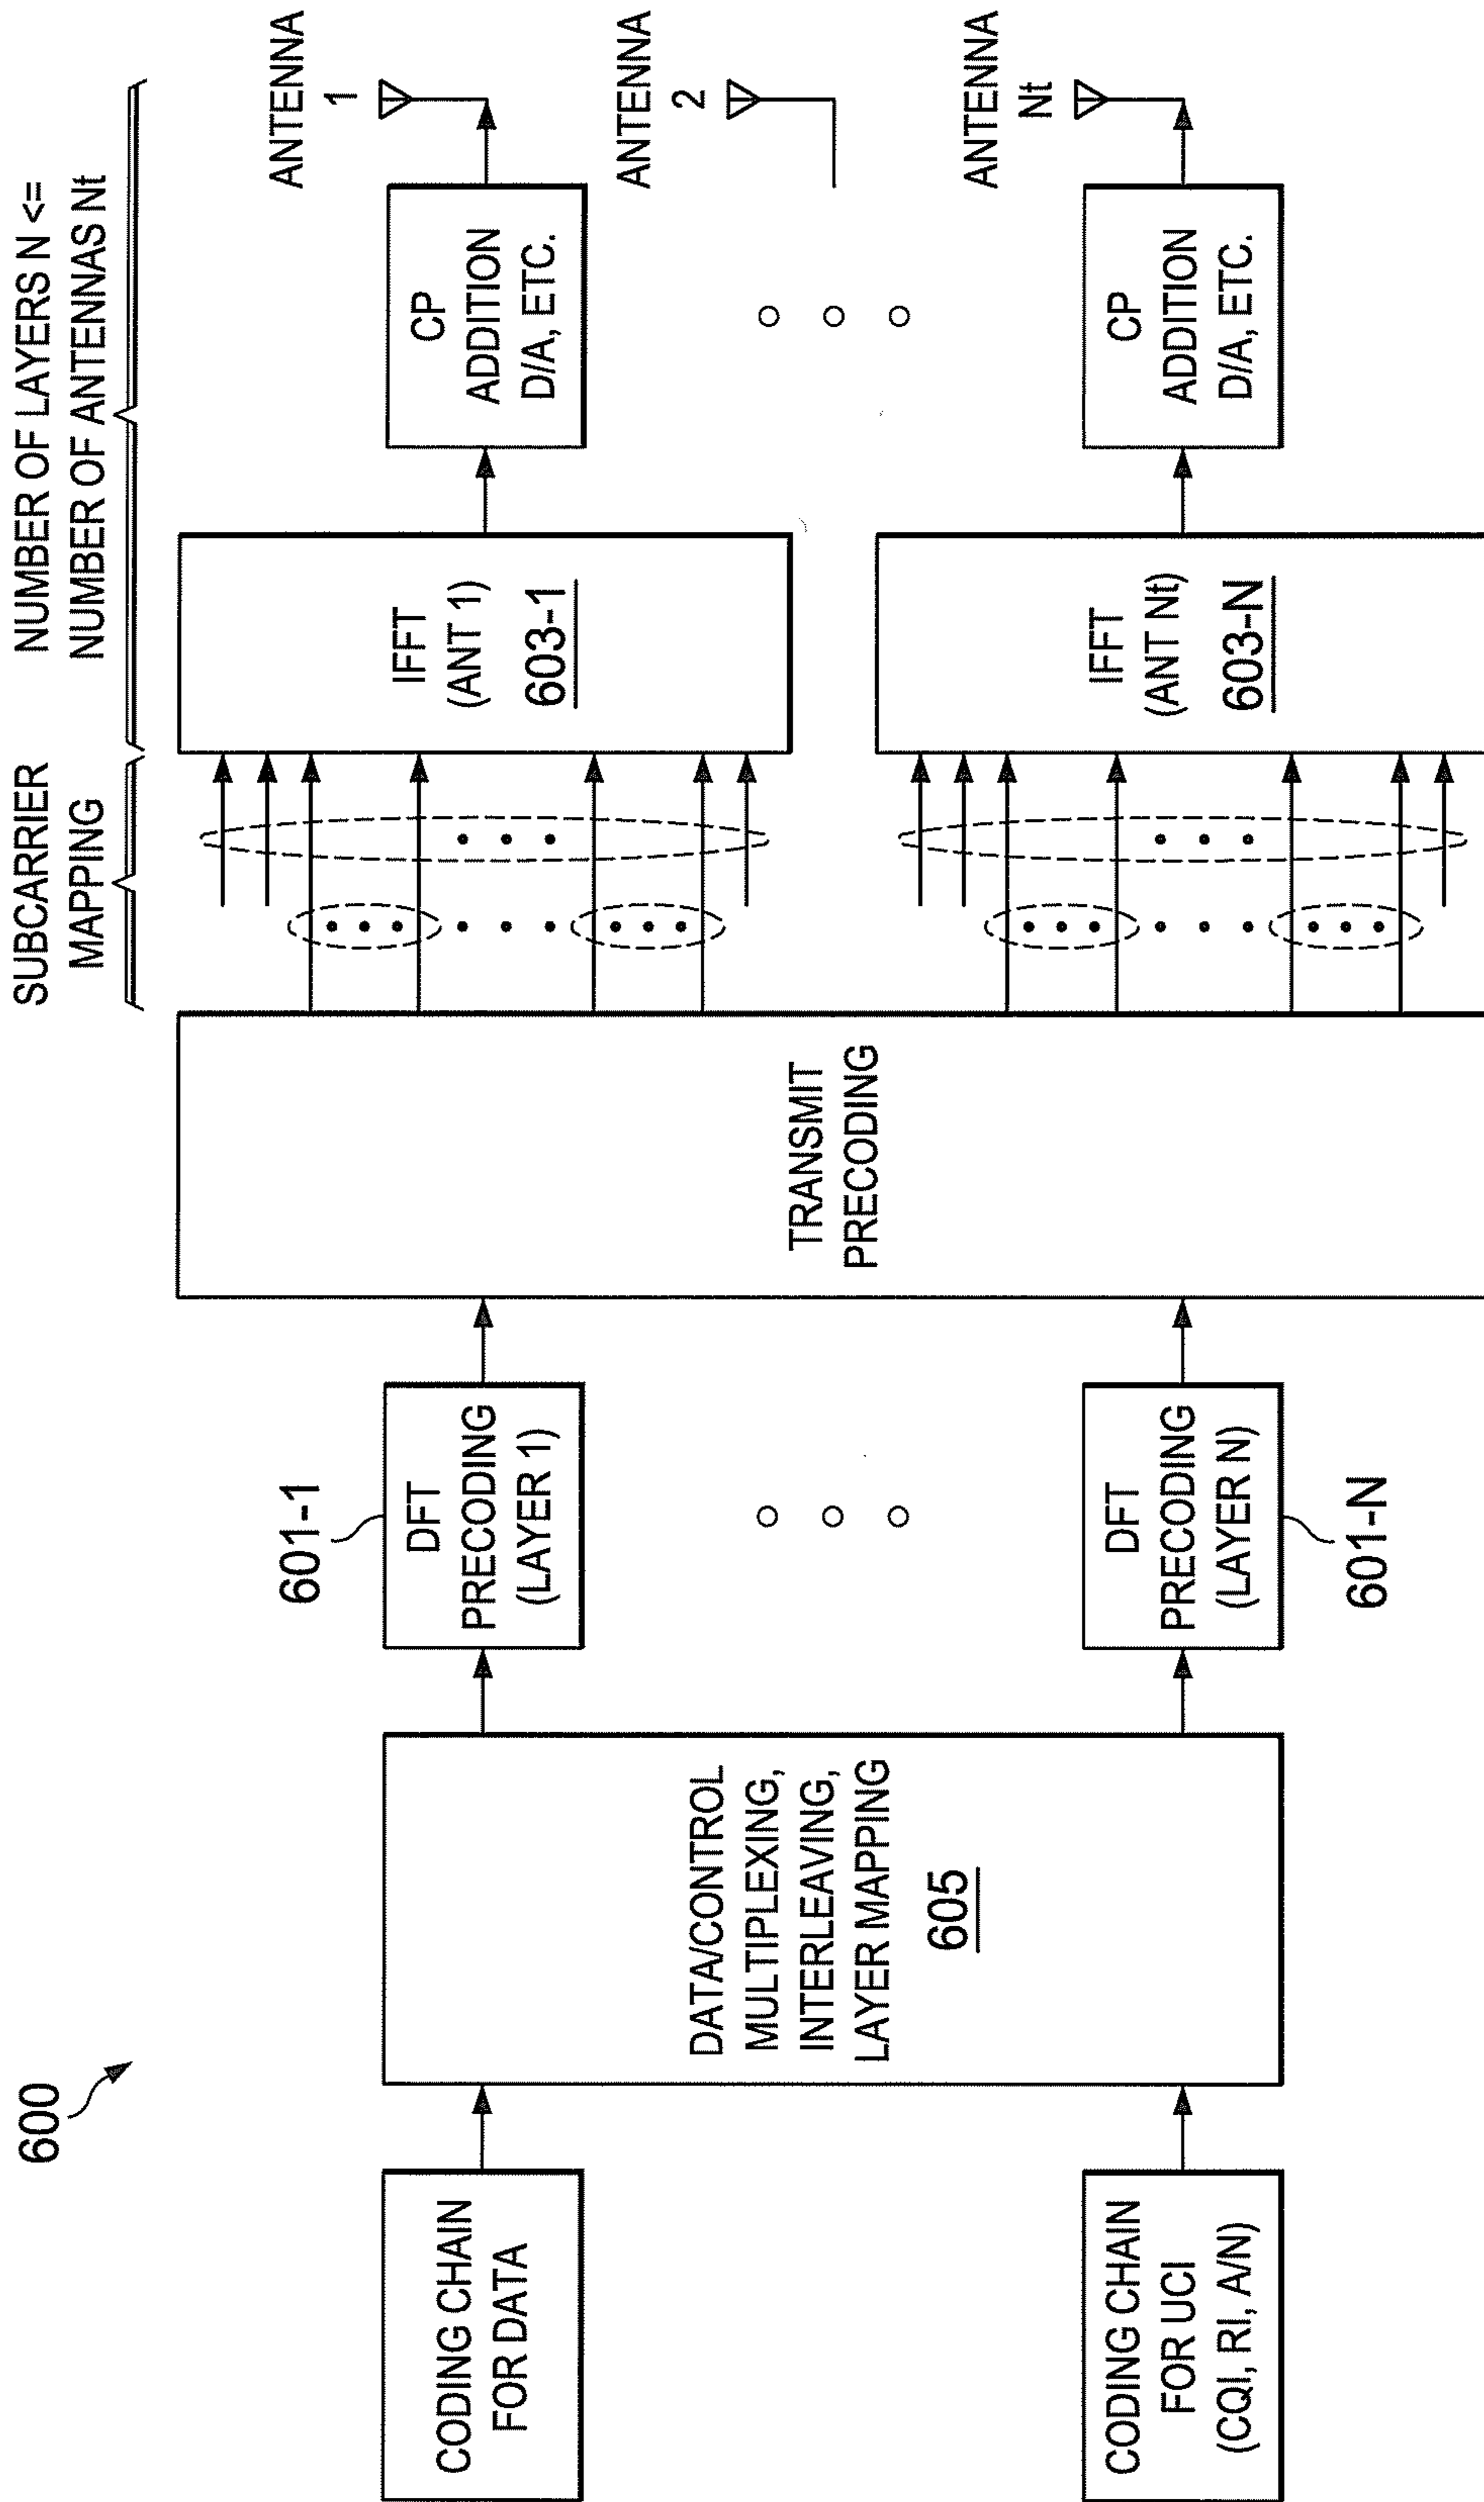 600
CODING CHAIN
FOR DATA
CODING CHAIN
FOR UCI
(CQI, RI, A/N)
DATA/CONTROL
MULTIPLEXING,
INTERLEAVING,
LAYER MAPPING
605
601-1
DFT
PRECODING
(LAYER 1)
DFT
PRECODING
(LAYER N)
601-N
TRANSMIT
PRECODING
SUBCARRIER
MAPPING
NUMBER OF LAYERS N <=
NUMBER OF ANTENNAS Nt
IFFT
(ANT 1)
603-1
IFFT
(ANT Nt)
603-N
CP
ADDITION
D/A, ETC.
CP
ADDITION
D/A, ETC.
ANTENNA
1
ANTENNA
2
ANTENNA
Nt